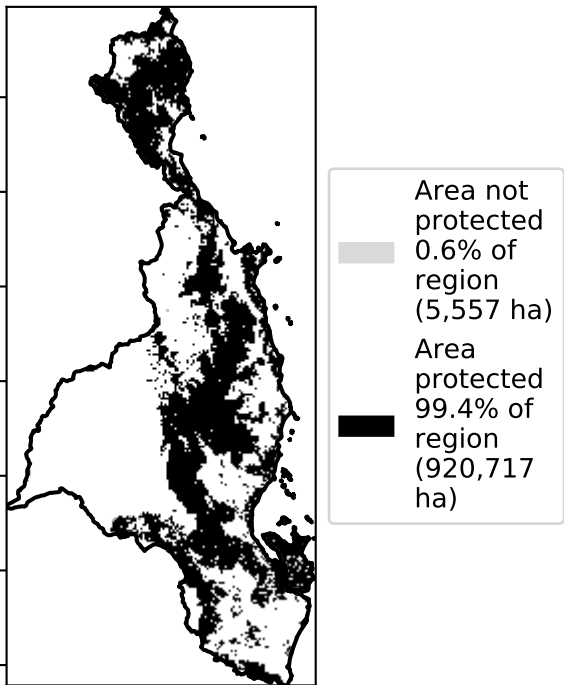 Area not
protected
0.6% of
region
(5,557 ha)
Area
protected
99.4% of
region
(920,717
ha)